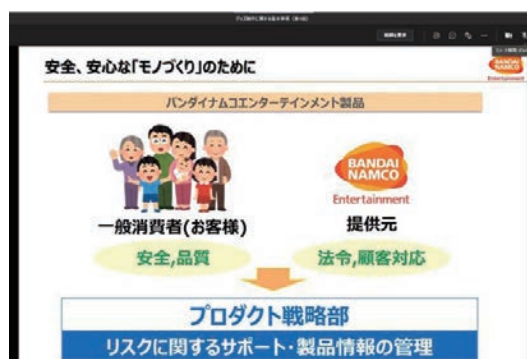 安全、安心な「モノづくり」のために
BANDAI
NAMCO
Entertainment
バンダイナムコエンターテインメント製品
BANDAI
NAMCO
Entertainment
一般消費者(お客様)
提供元
安全,品質
法令,顧客対応
プロダクト戦略部
リスクに関するサポート・製品情報の管理